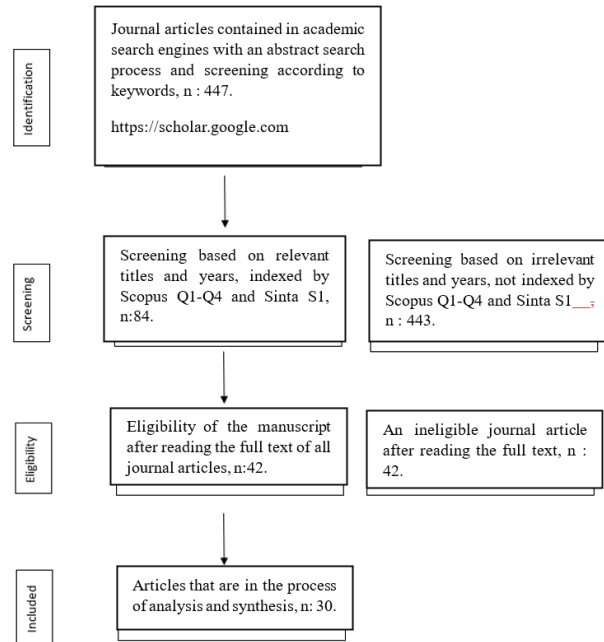 Identification
Journal articles contained in academic
search engines with an abstract search
process and screening according to
keywords, n : 447.
https://scholar.google.com
Screening
Screening based on relevant
titles and years, indexed by
Scopus Q1-Q4 and Sinta S1,
n:84.
Screening based on irrelevant
titles and years, not indexed by
Scopus Q1-Q4 and Sinta S1__,
n : 443.
Eligibility
Eligibility of the manuscript
after reading the full text of all
journal articles, n:42.
An ineligible journal article
after reading the full text, n :
42.
Included
Articles that are in the process
of analysis and synthesis, n: 30.